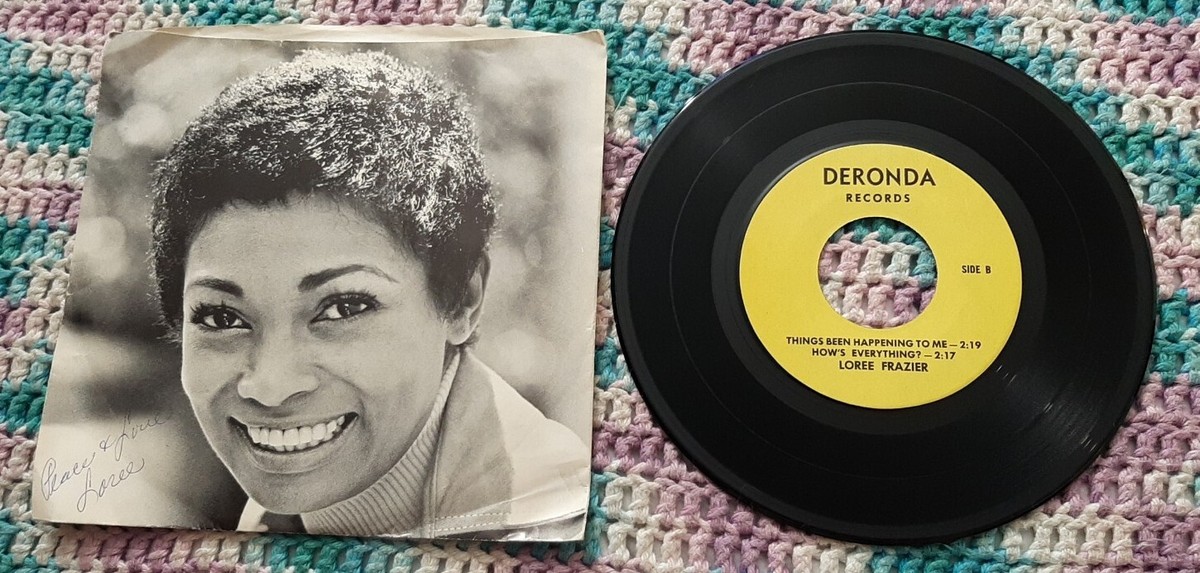 Peace & Love
Loree
DERONDA
RECORDS
SIDE B
THINGS BEEN HAPPENING TO ME — 2:19
HOW'S EVERYTHING? — 2:17
LOREE FRAZIER